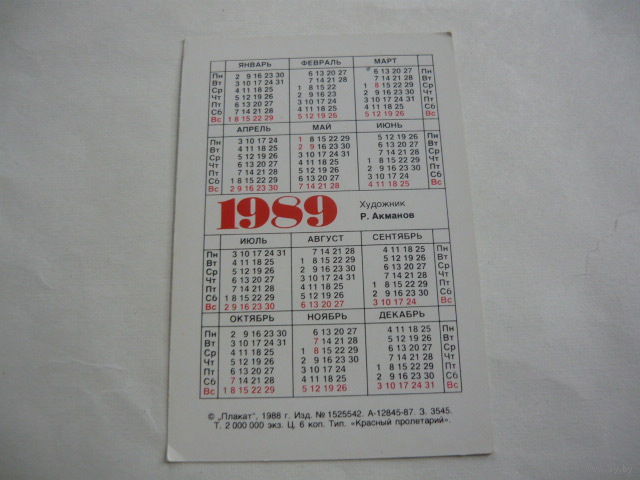 ЯНВАРЬ ФЕВРАЛЬ МАРТ
Пн 2 9 16 23 30 6 13 20 27 6 13 20 27 Пн
Вт 3 10 17 24 31 7 14 21 28 7 14 21 28 Вт
Ср 4 11 18 25 1 8 15 22 1 8 15 22 29 Ср
Чт 5 12 19 26 2 9 16 23 2 9 16 23 30 Чт
Пт 6 13 20 27 3 10 17 24 3 10 17 24 31 Пт
Сб 7 14 21 28 4 11 18 25 4 11 18 25 Сб
Вс 1 8 15 22 29 5 12 19 26 5 12 19 26 Вс
АПРЕЛЬ МАЙ ИЮНЬ
Пн 3 10 17 24 1 8 15 22 29 5 12 19 26 Пн
Вт 4 11 18 25 2 9 16 23 30 6 13 20 27 Вт
Ср 5 12 19 26 3 10 17 24 31 7 14 21 28 Ср
Чт 6 13 20 27 4 11 18 25 1 8 15 22 29 Чт
Пт 7 14 21 28 5 12 19 26 2 9 16 23 30 Пт
Сб 1 8 15 22 29 6 13 20 27 3 10 17 24 Сб
Вс 2 9 16 23 30 7 14 21 28 4 11 18 25 Вс
1989 Художник
Р. Акманов
ИЮЛЬ АВГУСТ СЕНТЯБРЬ
Пн 3 10 17 24 31 7 14 21 28 4 11 18 25 Пн
Вт 4 11 18 25 1 8 15 22 29 5 12 19 26 Вт
Ср 5 12 19 26 2 9 16 23 30 6 13 20 27 Ср
Чт 6 13 20 27 3 10 17 24 31 7 14 21 28 Чт
Пт 7 14 21 28 4 11 18 25 1 8 15 22 29 Пт
Сб 1 8 15 22 29 5 12 19 26 2 9 16 23 30 Сб
Вс 2 9 16 23 30 6 13 20 27 3 10 17 24 Вс
ОКТЯБРЬ НОЯБРЬ ДЕКАБРЬ
Пн 2 9 16 23 30 6 13 20 27 4 11 18 25 Пн
Вт 3 10 17 24 31 7 14 21 28 5 12 19 26 Вт
Ср 4 11 18 25 1 8 15 22 29 6 13 20 27 Ср
Чт 5 12 19 26 2 9 16 23 30 7 14 21 28 Чт
Пт 6 13 20 27 3 10 17 24 1 8 15 22 29 Пт
Сб 7 14 21 28 4 11 18 25 2 9 16 23 30 Сб
Вс 1 8 15 22 29 5 12 19 26 3 10 17 24 31 Вс
© „Плакат", 1988 г. Изд. № 1525542. А-12845-87. З. 3545.
Т. 2 000 000 экз. Ц. 6 коп. Тип. «Красный пролетарий».